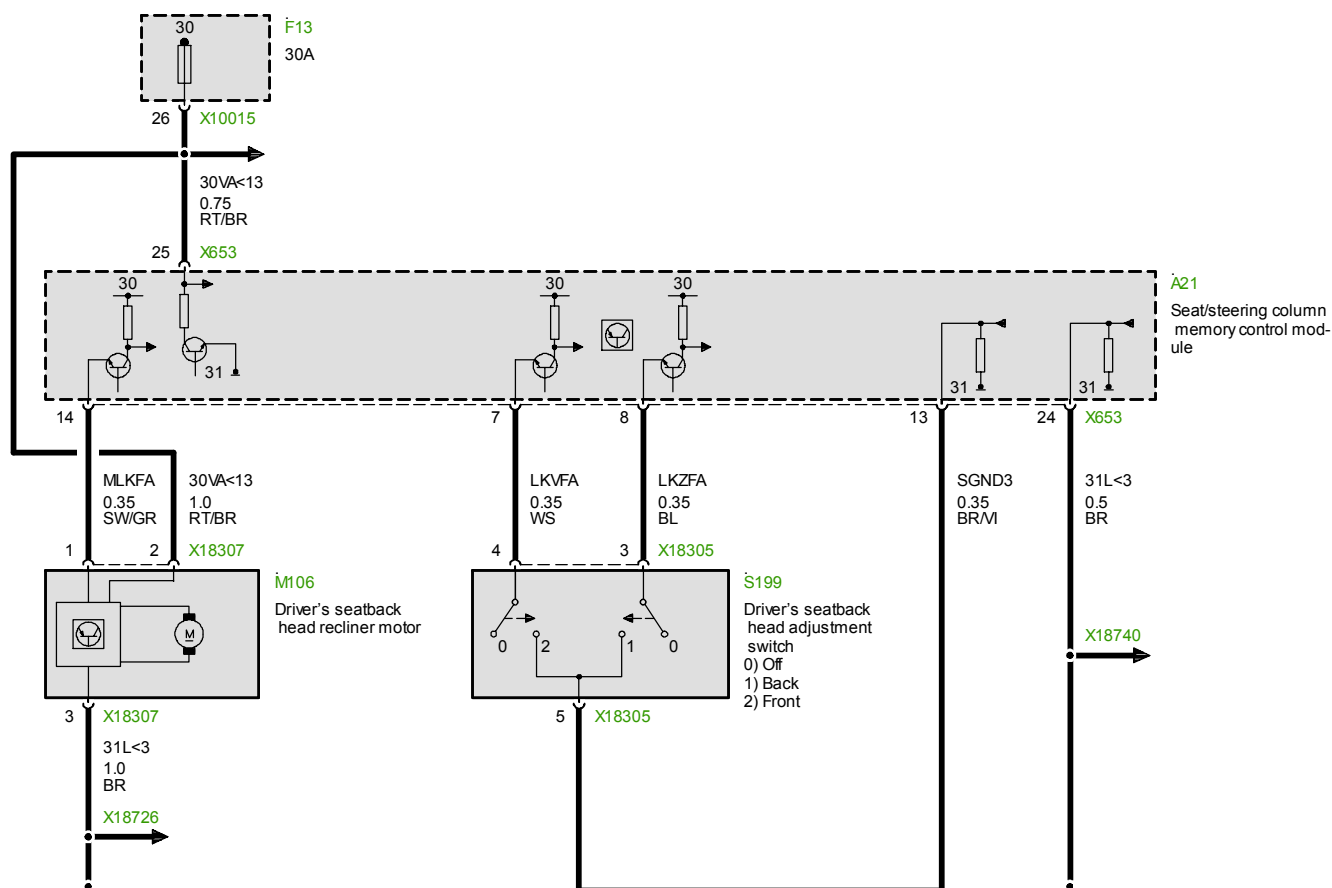 30
F13
30A
26 X10015
30VA<13
0.75
RT/BR
25 X653
30
30
30
A21
Seat/steering column
memory control mod-
ule
31
31
31
14
7
8
13
24 X653
MLKFA
0.35
SW/GR
30VA<13
1.0
RT/BR
LKVFA
0.35
WS
LKZFA
0.35
BL
SGND3
0.35
BR/VI
31L<3
0.5
BR
1
2 X18307
4
3 X18305
M106
Driver's seatback
head recliner motor
M
S199
Driver's seatback
head adjustment
switch
0) Off
1) Back
2) Front
0 2 1 0
X18740
3 X18307
5 X18305
31L<3
1.0
BR
X18726